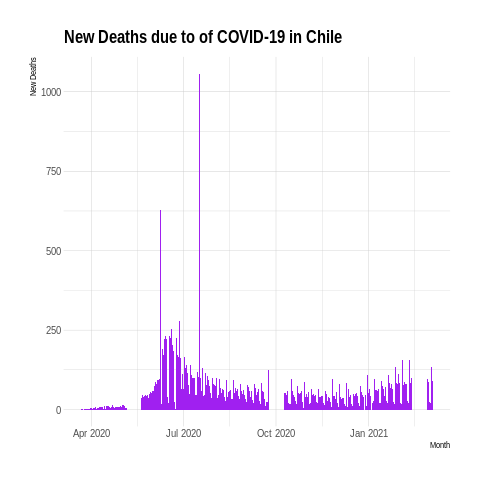 New Deaths due to of COVID-19 in Chile
New Deaths
1000
750
500
250
0
Apr 2020
Jul 2020
Oct 2020
Jan 2021
Month